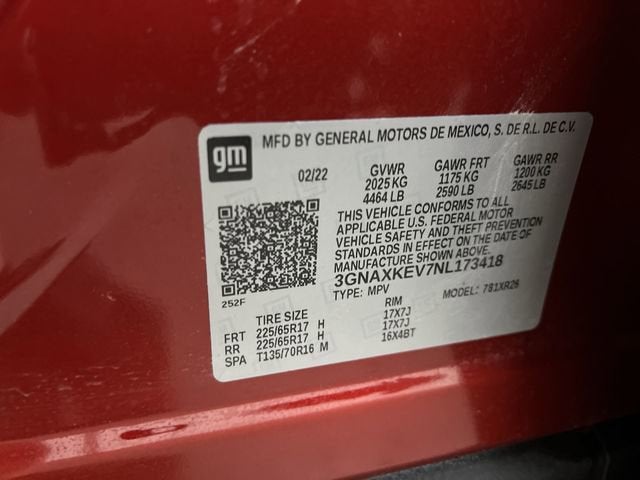 gm
MFD BY GENERAL MOTORS DE MEXICO, S. DE R.L. DE C.V.
02/22 GVWR GAWR FRT GAWR RR
2025 KG 1175 KG 1200 KG
4464 LB 2590 LB 2645 LB
THIS VEHICLE CONFORMS TO ALL
APPLICABLE U.S. FEDERAL MOTOR
VEHICLE SAFETY AND THEFT PREVENTION
STANDARDS IN EFFECT ON THE DATE OF
MANUFACTURE SHOWN ABOVE.
3GNAXKEV7NL173418
TYPE: MPV MODEL: 781XR26
252F
TIRE SIZE RIM
FRT 225/65R17 H 17X7J
RR 225/65R17 H 17X7J
SPA T135/70R16 M 16X4BT